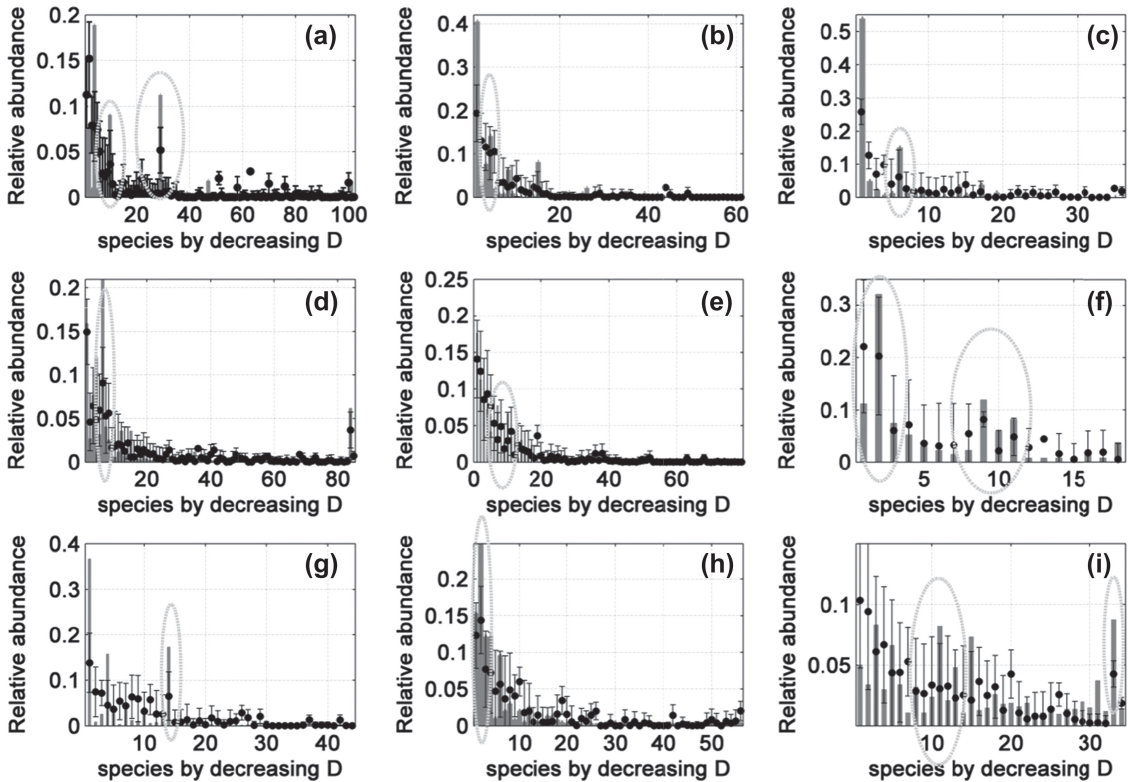 (a)
Relative abundance
0.2
0.15
0.1
0.05
0
20 40 60 80 100
species by decreasing D
(b)
Relative abundance
0.4
0.3
0.2
0.1
0
20 40 60
species by decreasing D
(c)
Relative abundance
0.5
0.4
0.3
0.2
0.1
0
10 20 30
species by decreasing D
(d)
Relative abundance
0.2
0.15
0.1
0.05
0
20 40 60 80
species by decreasing D
(e)
Relative abundance
0.25
0.2
0.15
0.1
0.05
0
0 20 40 60
species by decreasing D
(f)
Relative abundance
0.3
0.2
0.1
0
5 10 15
species by decreasing D
(g)
Relative abundance
0.4
0.3
0.2
0.1
0
10 20 30 40
species by decreasing D
(h)
Relative abundance
0.2
0.15
0.1
0.05
0
10 20 30 40 50
species by decreasing D
(i)
Relative abundance
0.1
0.05
10 20 30
species by decreasing D